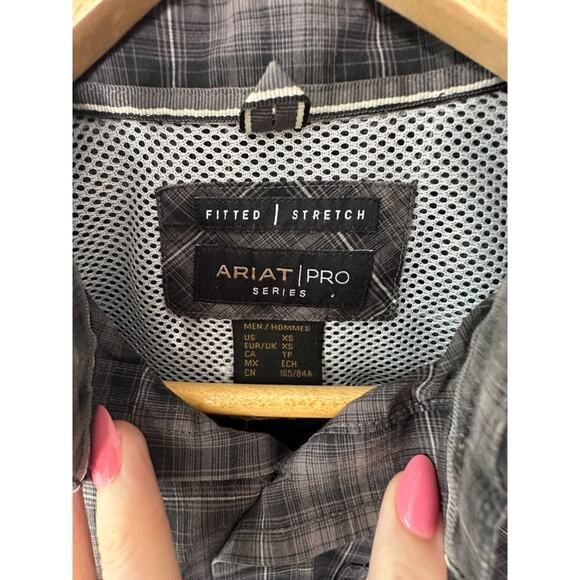 FITTED | STRETCH
ARIAT | PRO
SERIES
MEN / HOMMES
US XS
EUR/UK XS
CA TP
MX ECH
CN 165/84A